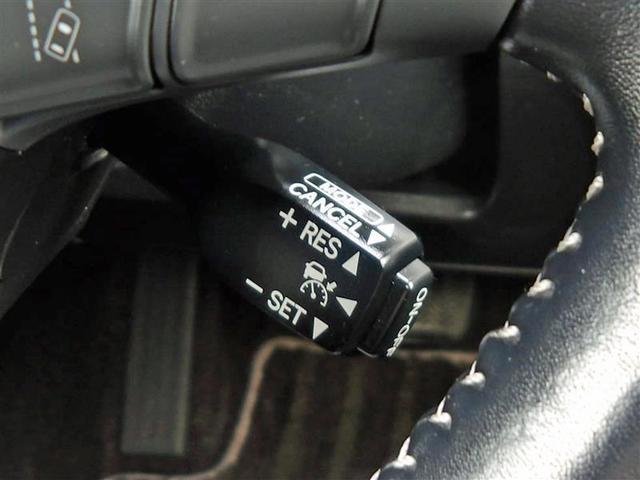 MODE
CANCEL
+ RES
- SET
ON-OFF